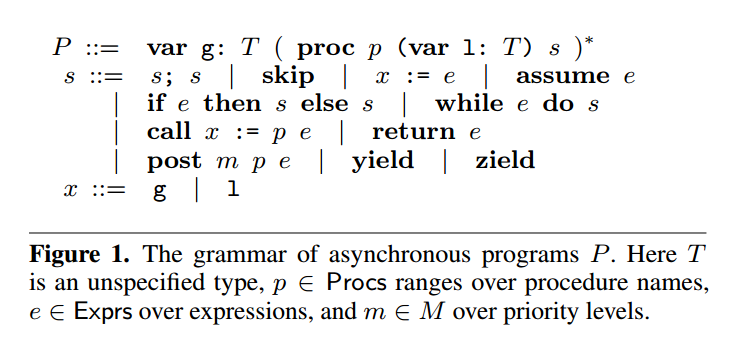 P ::= var g: T ( proc p (var l: T) s )*
s ::= s; s | skip | x := e | assume e
| if e then s else s | while e do s
| call x := p e | return e
| post m p e | yield | zield
x ::= g | l
Figure 1. The grammar of asynchronous programs P. Here T
is an unspecified type, p ∈ Procs ranges over procedure names,
e ∈ Exprs over expressions, and m ∈ M over priority levels.